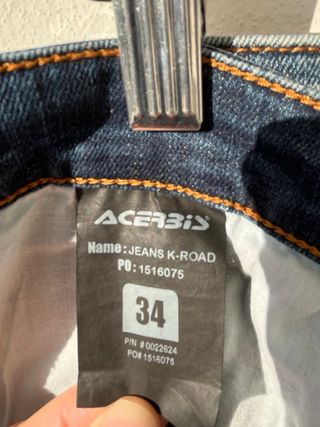 ACERBIS
Name: JEANS K-ROAD
PO: 1516075
34
P/N # 0022624
PO# 1516075